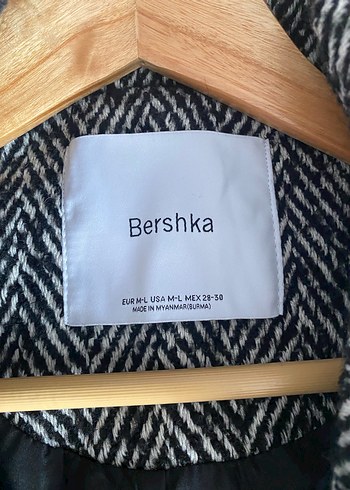 Bershka
EUR M-L USA M-L MEX 28-30
MADE IN MYANMAR(BURMA)